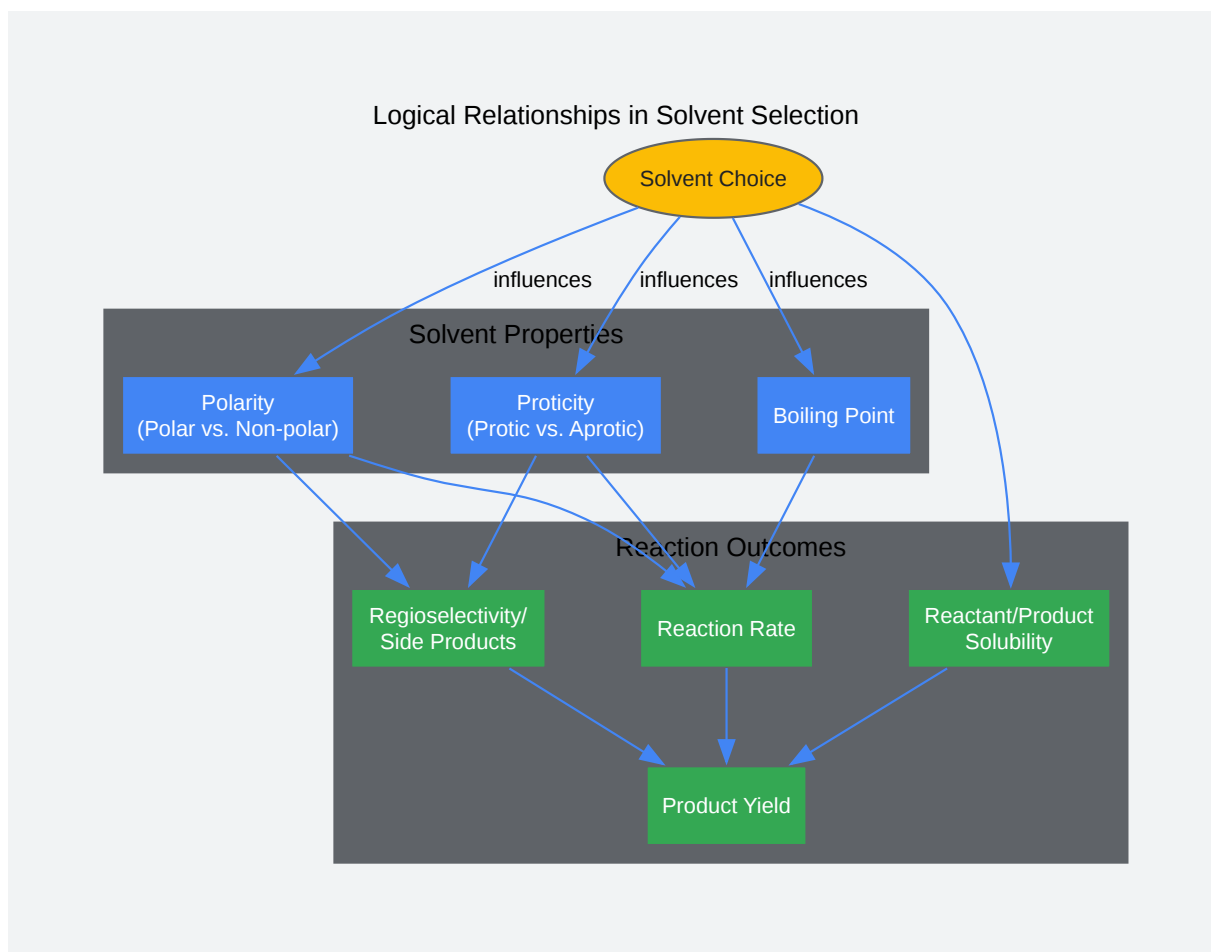 Logical Relationships in Solvent Selection
Solvent Choice
influences
influences
influences
Solvent Properties
Polarity
(Polar vs. Non-polar)
Proticity
(Protic vs. Aprotic)
Boiling Point
Reaction Outcomes
Regioselectivity/
Side Products
Reaction Rate
Reactant/Product
Solubility
Product Yield